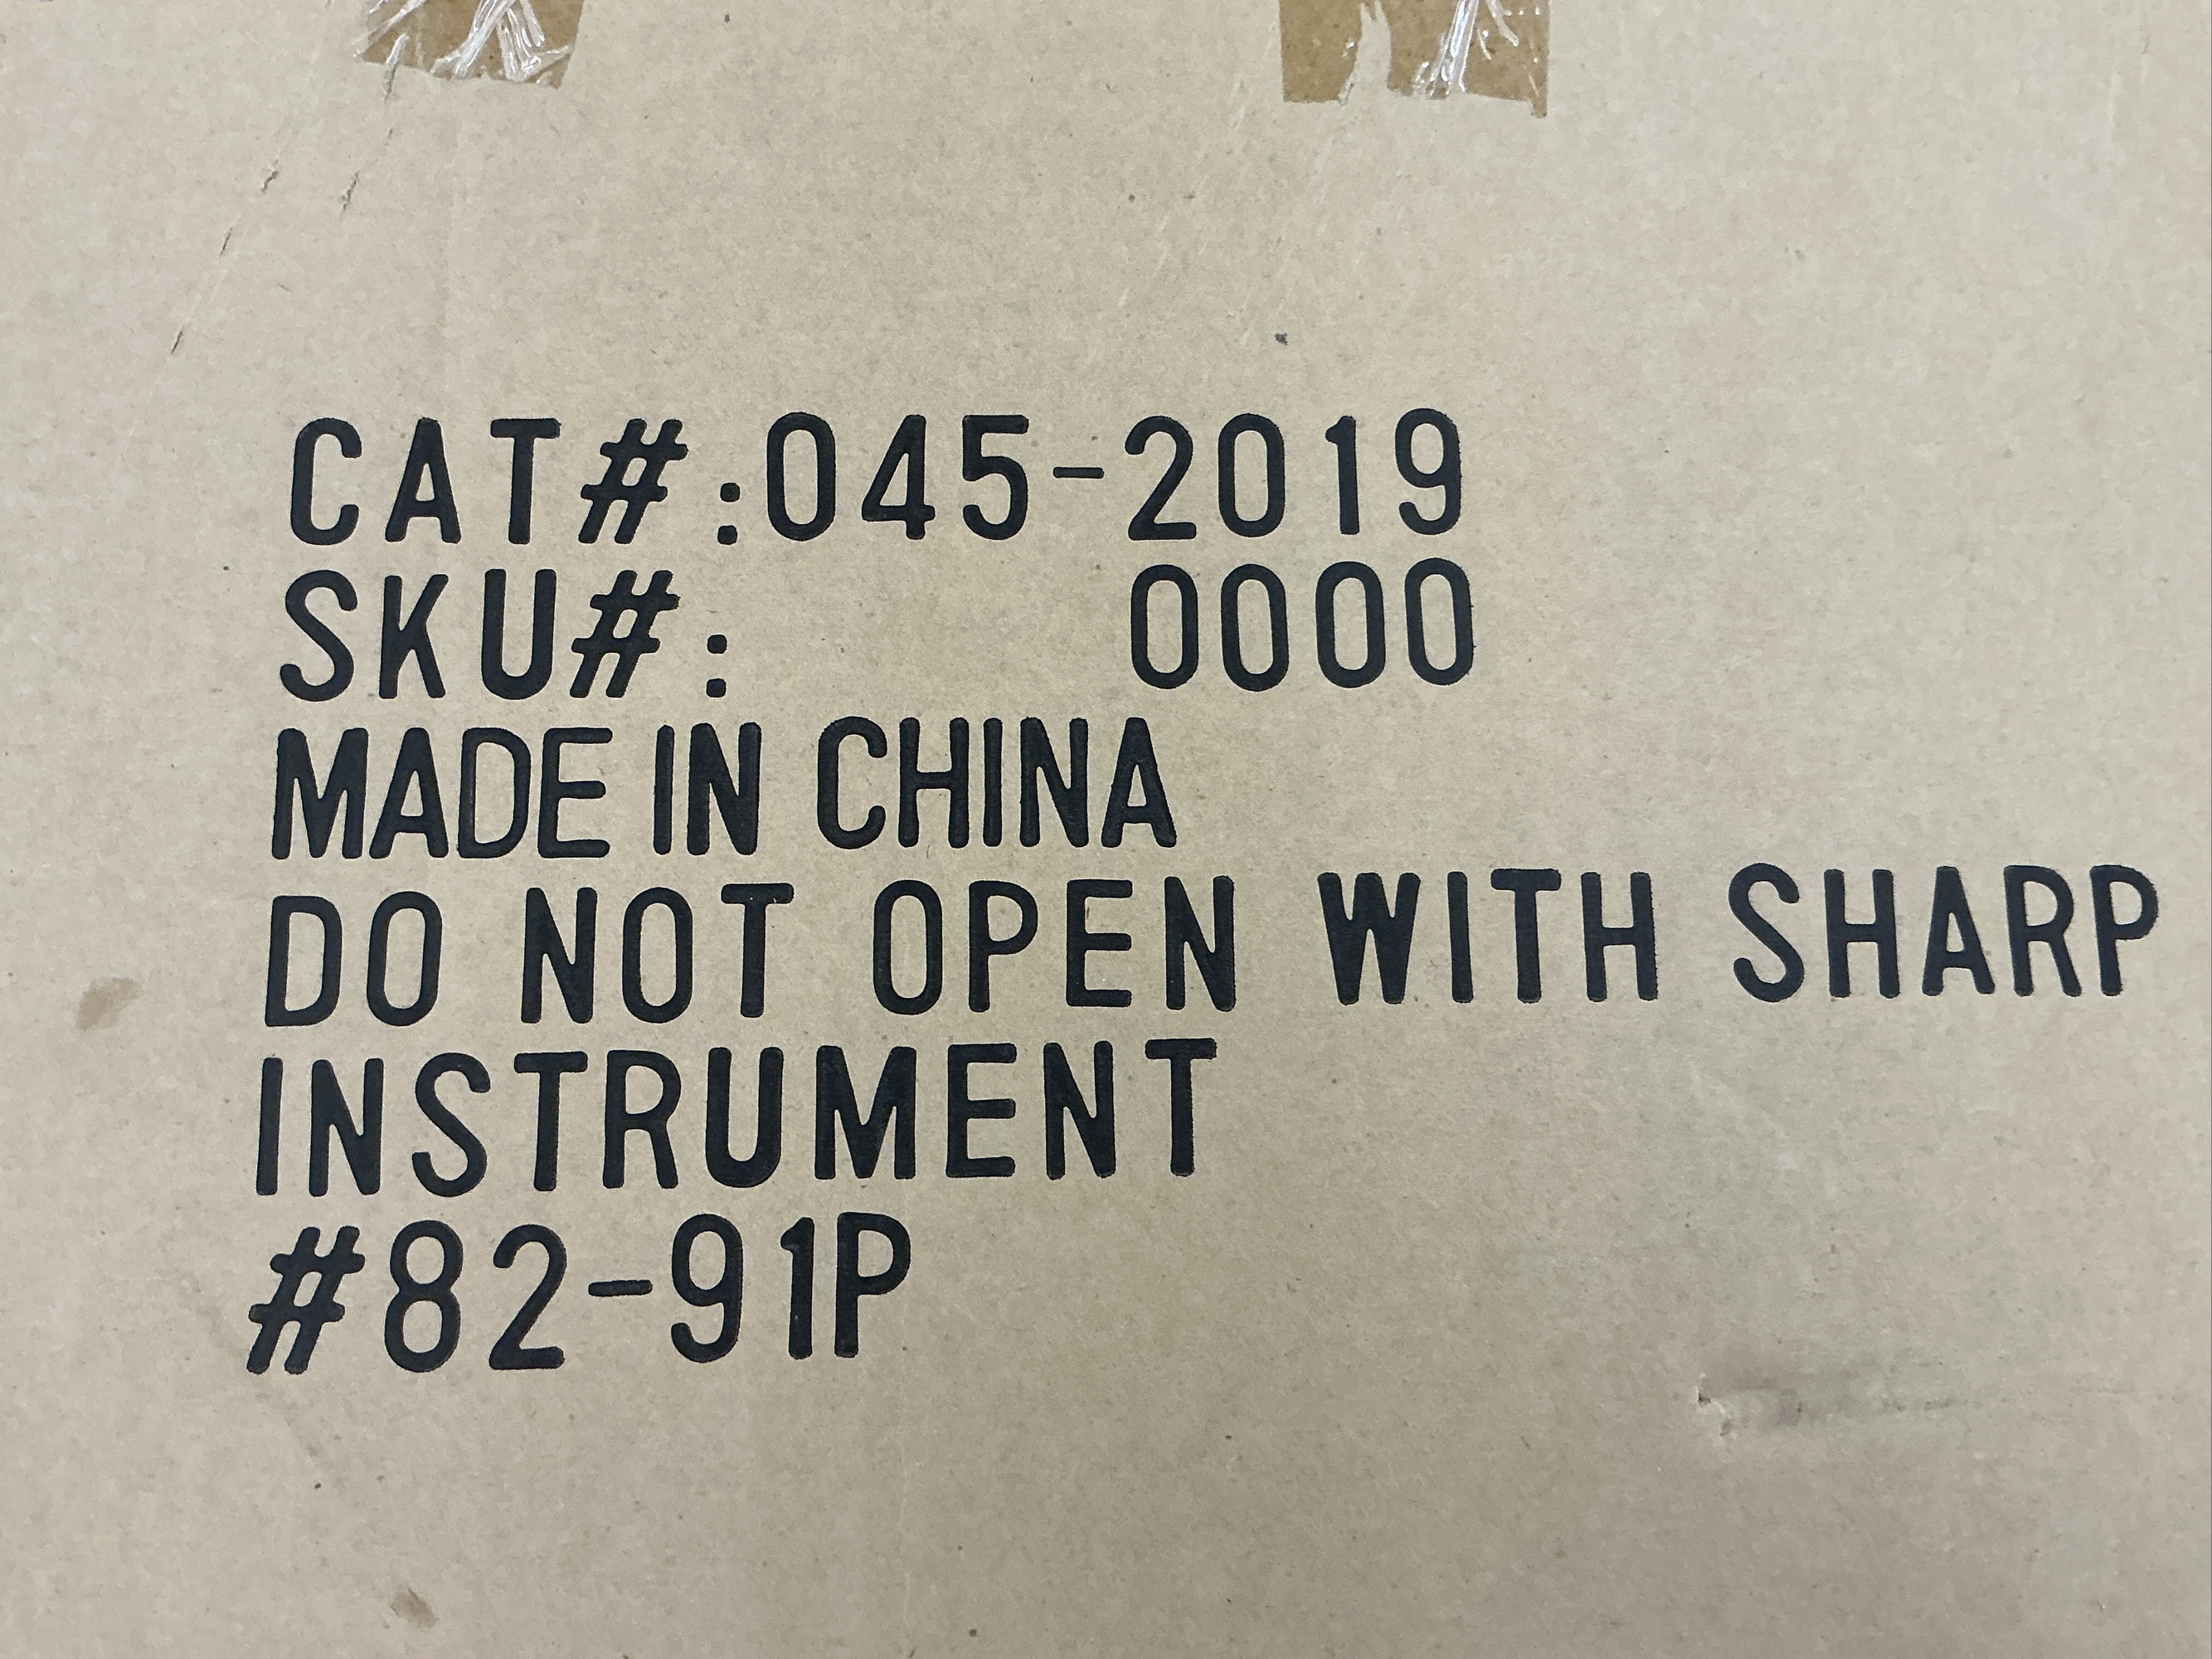 CAT#:045-2019
SKU#: 0000
MADE IN CHINA
DO NOT OPEN WITH SHARP
INSTRUMENT
#82-91P